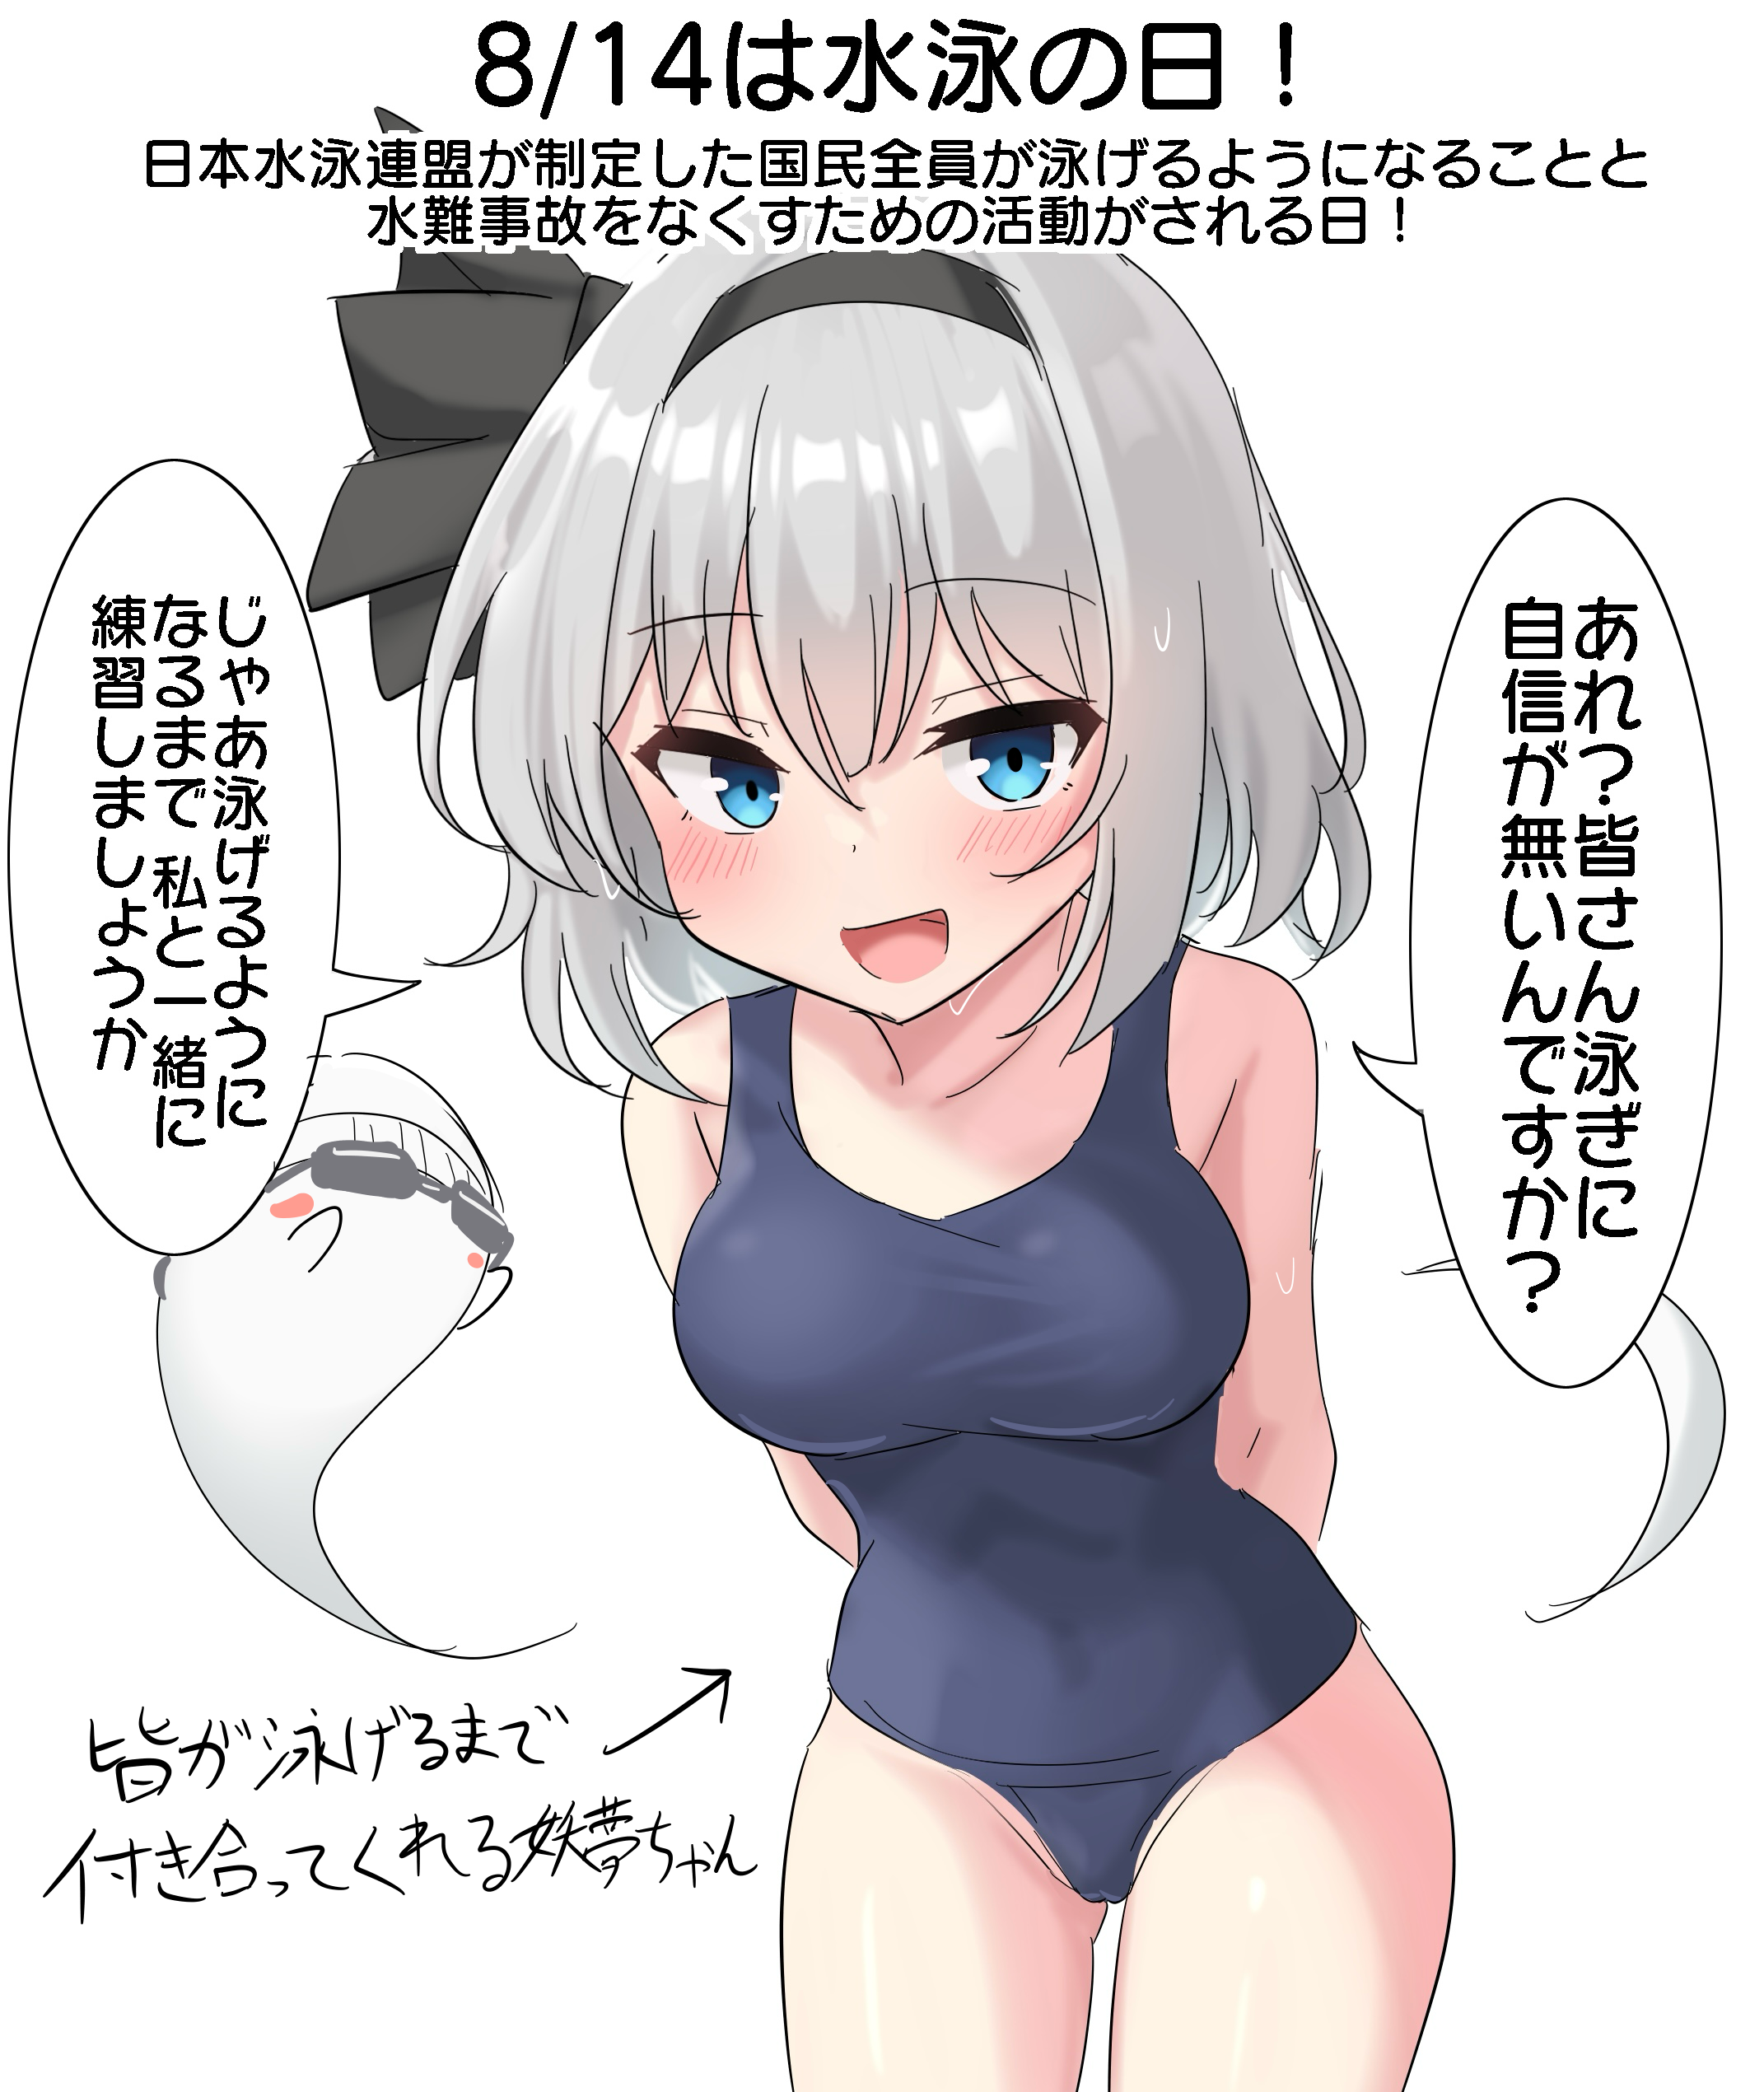 8/14は水泳の日！
日本水泳連盟が制定した国民全員が泳げるようになることと
水難事故をなくすための活動がされる日！
あれ？皆さん泳ぎに
自信が無いんですか？
じゃあ泳げるように
なるまで私と一緒に
練習しましょうか
皆が泳げるまで
付き合ってくれる妖夢ちゃん